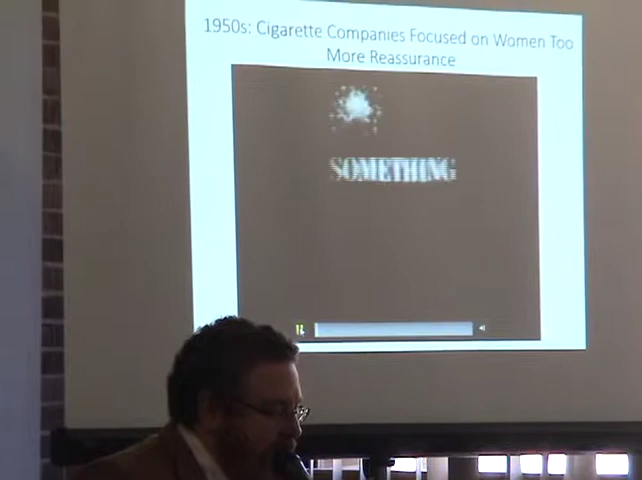 1950s: Cigarette Companies Focused on Women Too
More Reassurance
SOMETHING